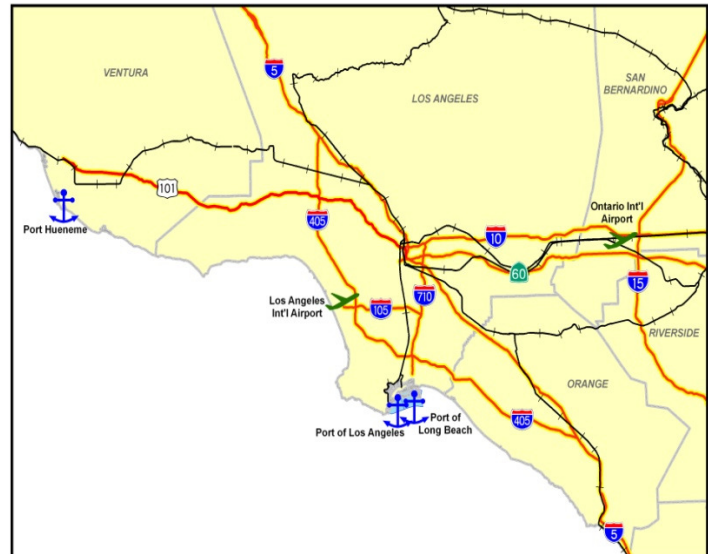 5
VENTURA
LOS ANGELES
SAN
BERNARDINO
101
Port Hueneme
405
10
Ontario Int'l
Airport
60
15
Los Angeles
Int'l Airport
105
710
RIVERSIDE
ORANGE
Port of Los Angeles
Port of
Long Beach
405
5